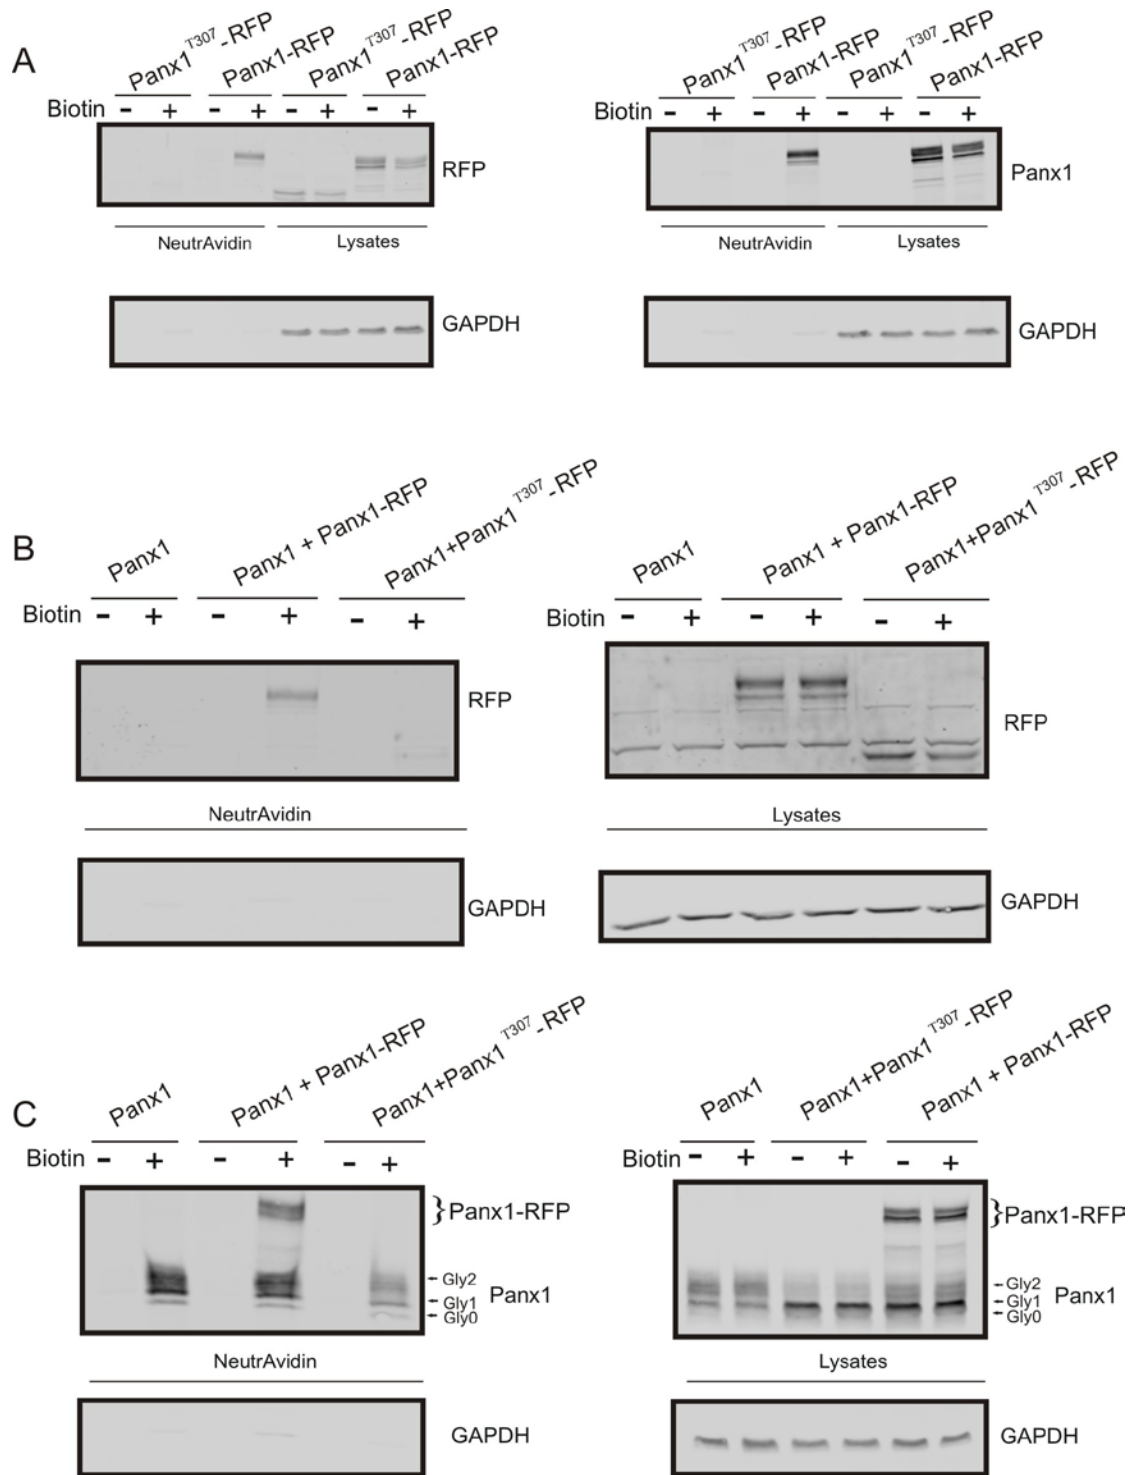 A
Panx1T307-RFP Panx1-RFP Panx1T307-RFP Panx1-RFP
Biotin - + - + - + - +
RFP
NeutrAvidin Lysates
GAPDH
Panx1T307-RFP Panx1-RFP Panx1T307-RFP Panx1-RFP
Biotin - + - + - + - +
Panx1
NeutrAvidin Lysates
GAPDH
B
Panx1 Panx1 + Panx1-RFP Panx1+Panx1T307-RFP
Biotin - + - + - +
RFP
NeutrAvidin
GAPDH
Panx1 Panx1 + Panx1-RFP Panx1+Panx1T307-RFP
Biotin - + - + - +
RFP
Lysates
GAPDH
C
Panx1 Panx1 + Panx1-RFP Panx1+Panx1T307-RFP
Biotin - + - + - +
}Panx1-RFP
Gly2
Gly1
Gly0
Panx1
NeutrAvidin
GAPDH
Panx1 Panx1+Panx1T307-RFP Panx1 + Panx1-RFP
Biotin - + - + - +
}Panx1-RFP
Gly2
Gly1
Gly0
Panx1
Lysates
GAPDH